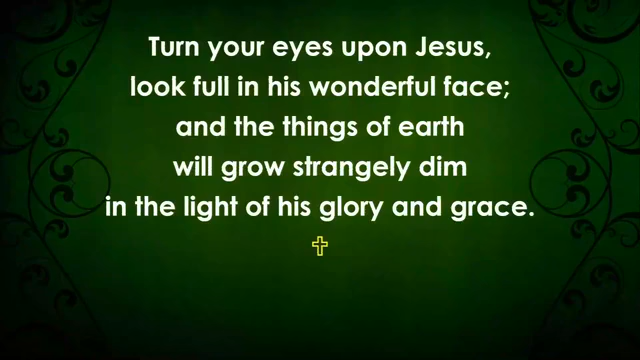 Turn your eyes upon Jesus,
look full in his wonderful face;
and the things of earth
will grow strangely dim
in the light of his glory and grace.